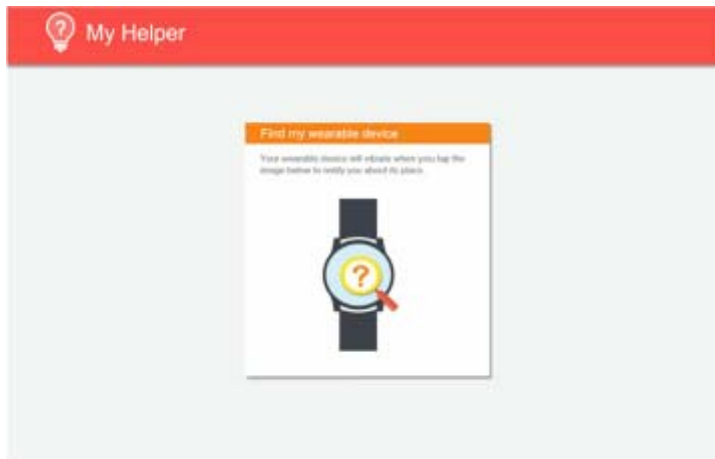 My Helper
Find my wearable device
Your wearable device will vibrate when you tap the
image below to notify you about its place.
?